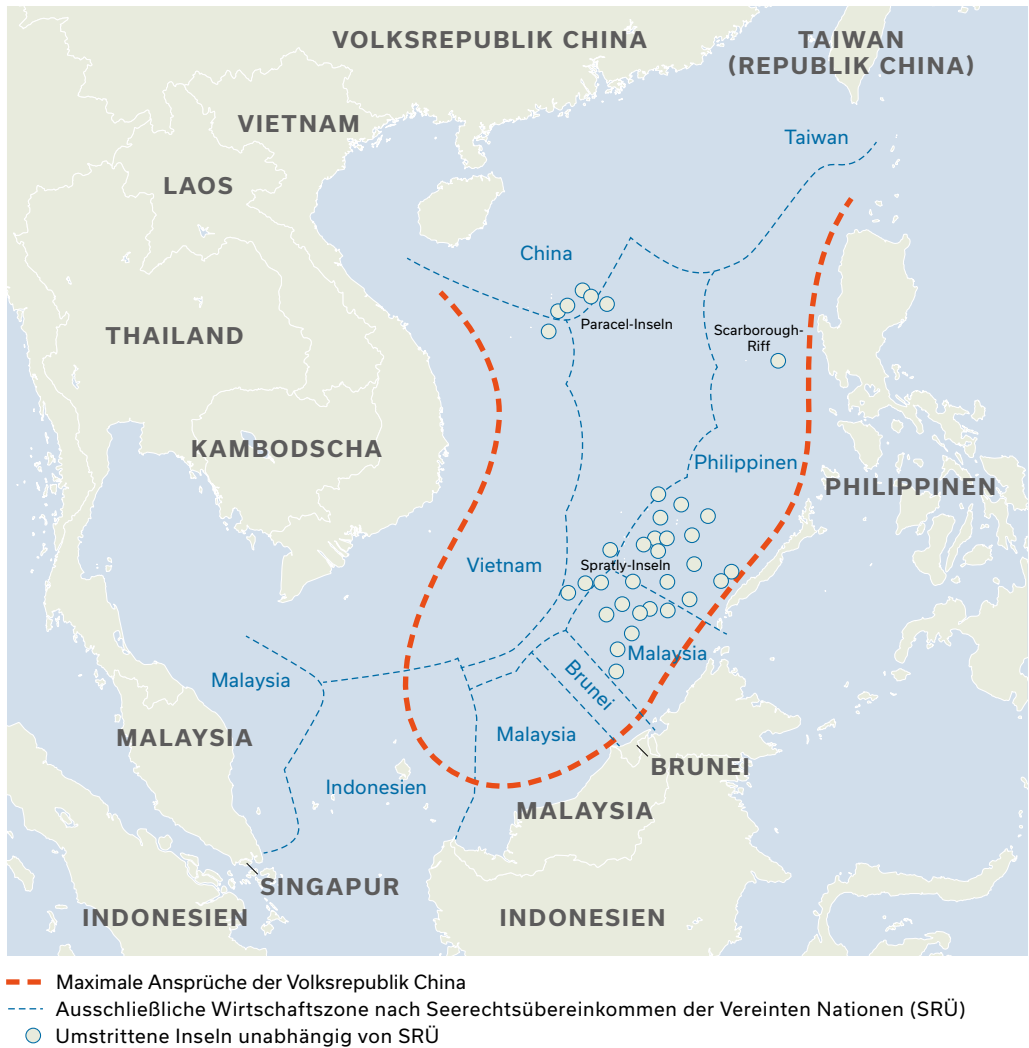 VOLKSREPUBLIK CHINA
TAIWAN
(REPUBLIK CHINA)
VIETNAM
Taiwan
LAOS
China
Paracel-Inseln
Scarborough-
Riff
THAILAND
KAMBODSCHA
Philippinen
PHILIPPINEN
Vietnam
Spratly-Inseln
Malaysia
Malaysia
Brunei
MALAYSIA
Malaysia
BRUNEI
Indonesien
MALAYSIA
SINGAPUR
INDONESIEN
INDONESIEN
Maximale Ansprüche der Volksrepublik China
Ausschließliche Wirtschaftszone nach Seerechtsübereinkommen der Vereinten Nationen (SRÜ)
Umstrittene Inseln unabhängig von SRÜ